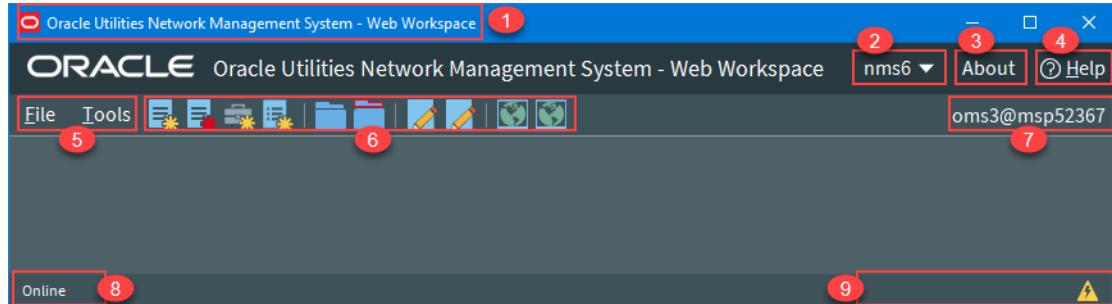 Oracle Utilities Network Management System - Web Workspace 1
2 3 4
ORACLE Oracle Utilities Network Management System - Web Workspace nms6 About ? Help
File Tools oms3@msp52367
5 6 7
Online 8 9